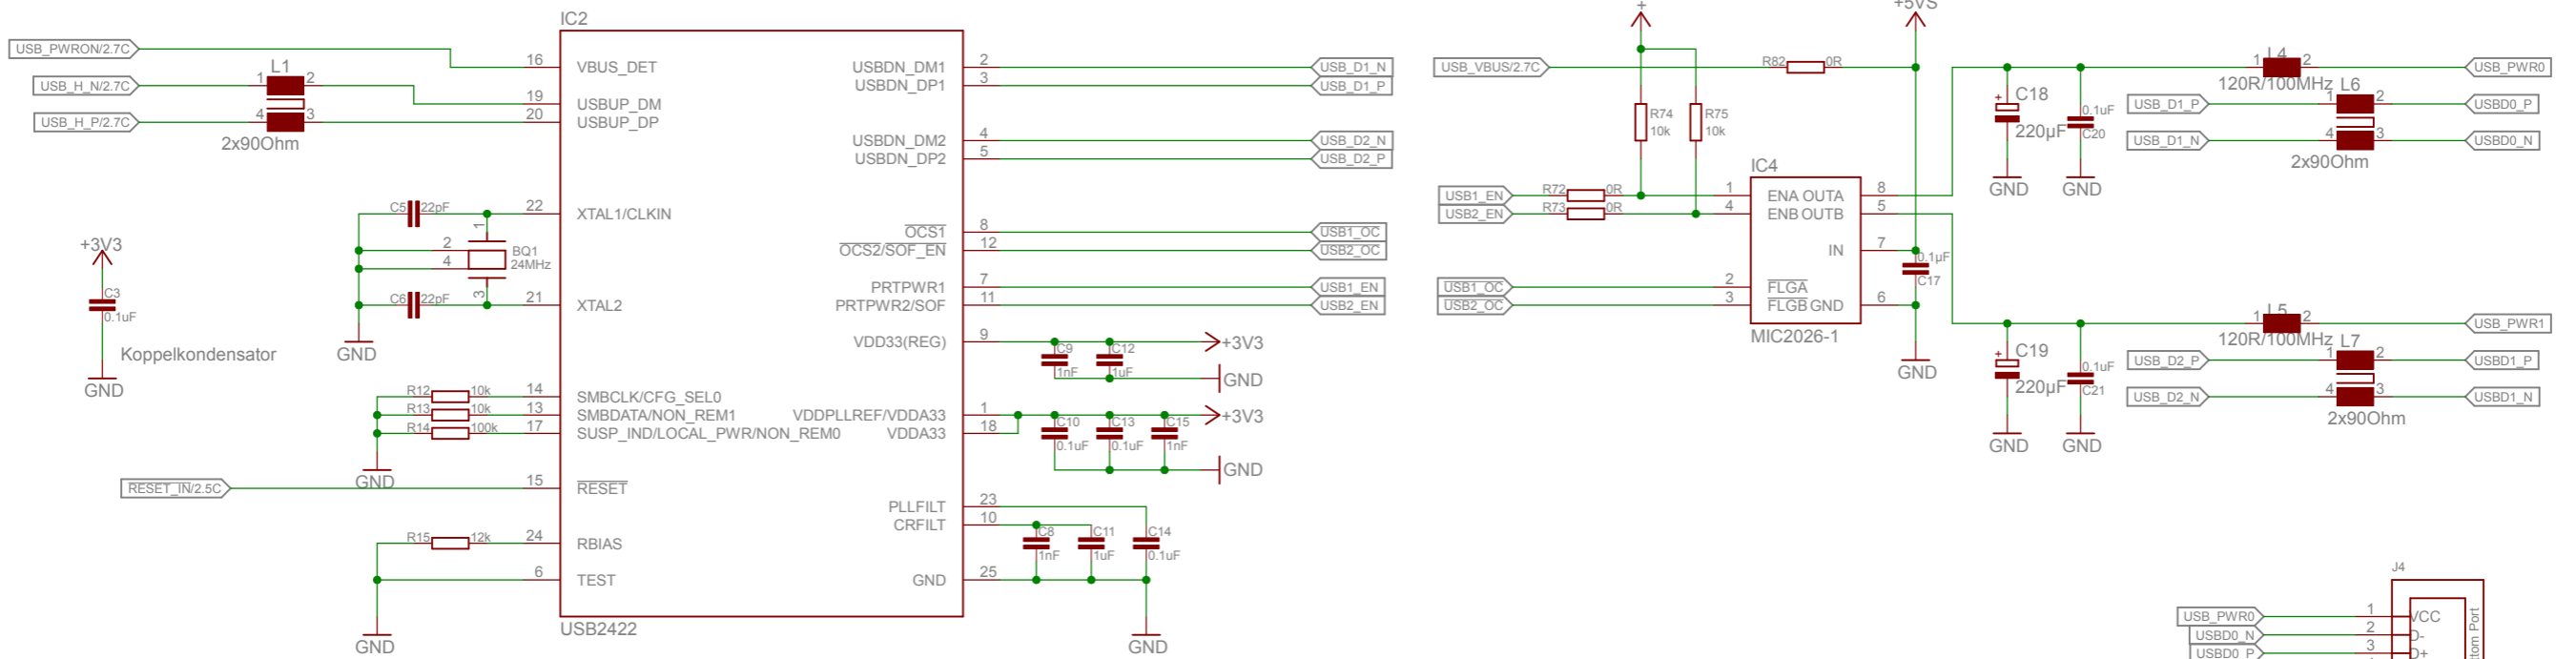 IC2
USB_PWRON/2.7C
USB_H_N/2.7C
USB_H_P/2.7C
L1
1 2
4 3
2x90Ohm
16 VBUS_DET
19 USBUP_DM
20 USBUP_DP
22 XTAL1/CLKIN
21 XTAL2
14 SMBCLK/CFG_SEL0
13 SMBDATA/NON_REM1
17 SUSP_IND/LOCAL_PWR/NON_REM0
15 RESET
24 RBIAS
6 TEST
C5 22pF
1
2
4
3
BQ1
24MHz
C6 22pF
GND
+3V3
C3
0.1uF
Koppelkondensator
GND
R12 10k
R13 10k
R14 100k
GND
RESET_IN/2.5C
R15 12k
GND
USB2422
USBDN_DM1 2 USB_D1_N
USBDN_DP1 3 USB_D1_P
USBDN_DM2 4 USB_D2_N
USBDN_DP2 5 USB_D2_P
OCS1 8 USB1_OC
OCS2/SOF_EN 12 USB2_OC
PRTPWR1 7 USB1_EN
PRTPWR2/SOF 11 USB2_EN
VDD33(REG) 9 +3V3
C9 C12
1nF 1uF
GND
VDDPLLREF/VDDA33 1 +3V3
VDDA33 18
C10 C13 C15
0.1uF 0.1uF 1nF
GND
PLLFILT 23
CRFILT 10
C8 C11 C14
1nF 1uF 0.1uF
GND 25
GND
+
+5VS
USB_VBUS/2.7C
R82 0R
R74
10k
R75
10k
USB1_EN R72 0R
USB2_EN R73 0R
USB1_OC
USB2_OC
IC4
1 ENA OUTA 8
4 ENB OUTB 5
IN 7
2 FLGA
3 FLGB GND 6
MIC2026-1
0.1µF
C17
GND
C18
220µF
0.1uF
C20
GND GND
L4
1 2
120R/100MHz
USB_PWR0
L6
USB_D1_P 1 2 USBD0_P
USB_D1_N 4 3 USBD0_N
2x90Ohm
C19
220µF
0.1uF
C21
GND GND
L5
1 2
120R/100MHz
USB_PWR1
L7
USB_D2_P 1 2 USBD1_P
USB_D2_N 4 3 USBD1_N
2x90Ohm
J4
USB_PWR0 1 VCC
USBD0_N 2 D-
USBD0_P 3 D+
Port